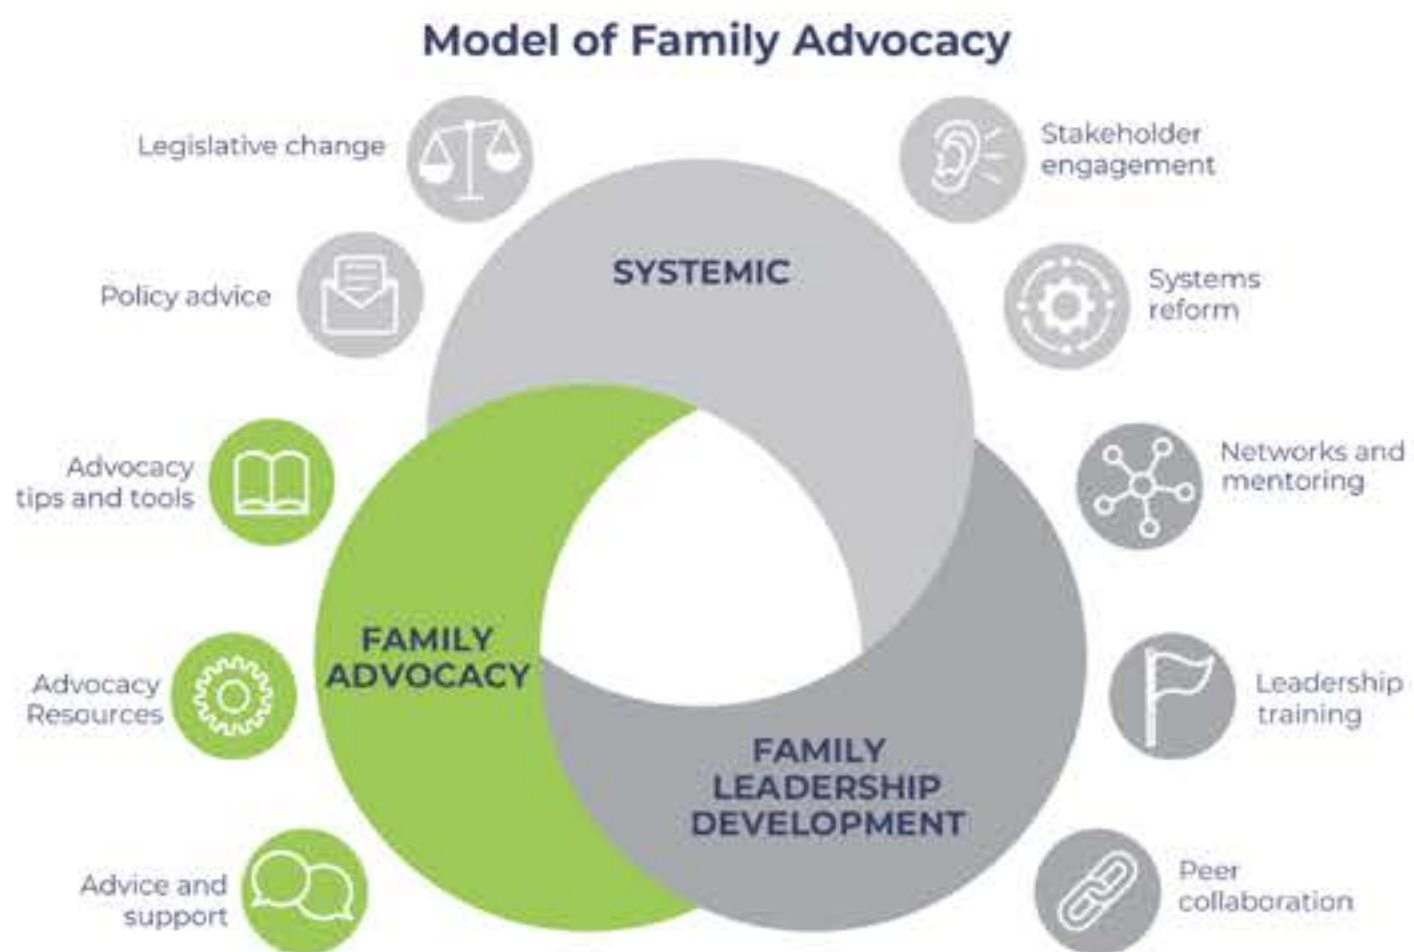 Model of Family Advocacy
Legislative change
Stakeholder
engagement
Policy advice
SYSTEMIC
Systems
reform
Advocacy
tips and tools
Networks and
mentoring
FAMILY
ADVOCACY
Advocacy
Resources
Leadership
training
FAMILY
LEADERSHIP
DEVELOPMENT
Advice and
support
Peer
collaboration